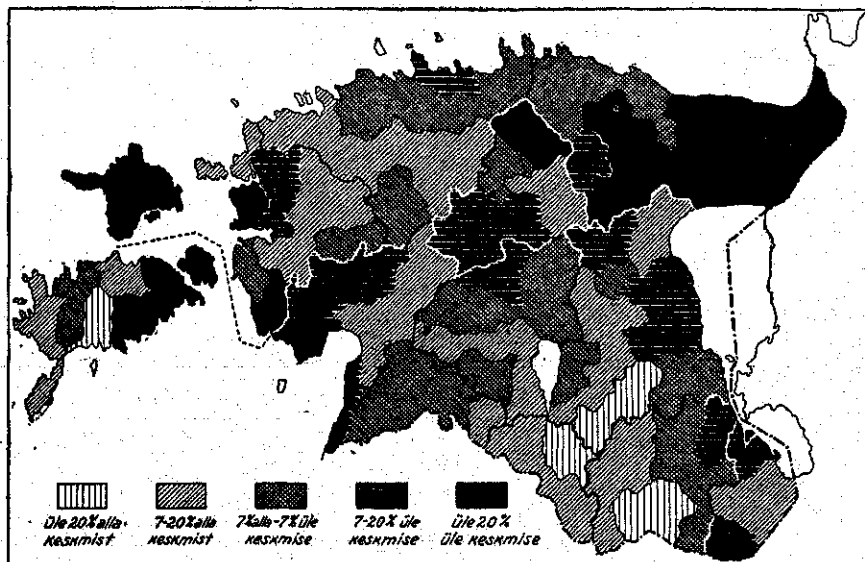 Üle 20% alla keskmist
7-20% alla keskmist
7% alla-7% üle keskmise
7-20% üle keskmise
Üle 20% üle keskmise